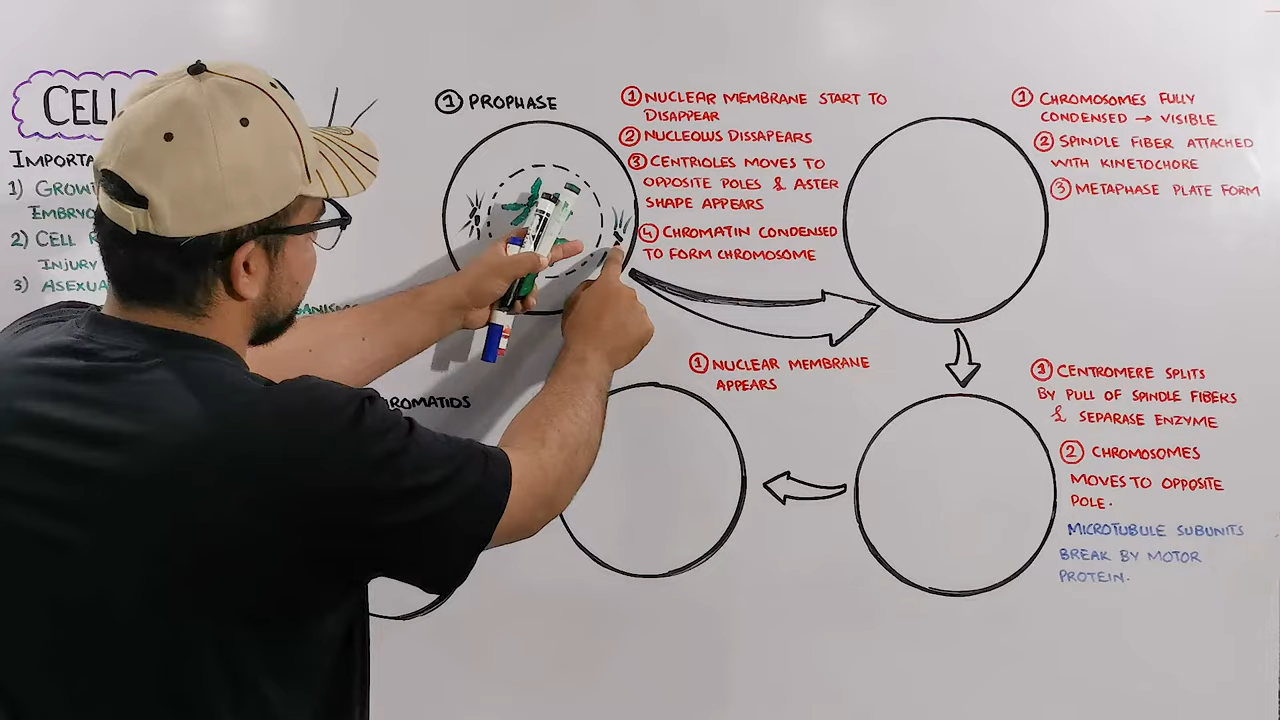 CELL
IMPORTA
1) GROWT
EMBRYO
2) CELL R
INJURY
3) ASEXUA
ANISMS
① PROPHASE
① NUCLEAR MEMBRANE START TO
DISAPPEAR
② NUCLEOLUS DISSAPEARS
③ CENTRIOLES MOVES TO
OPPOSITE POLES & ASTER
SHAPE APPEARS
④ CHROMATIN CONDENSED
TO FORM CHROMOSOME
① CHROMOSOMES FULLY
CONDENSED → VISIBLE
② SPINDLE FIBER ATTACHED
WITH KINETOCHORE
③ METAPHASE PLATE FORM
① CENTROMERE SPLITS
BY PULL OF SPINDLE FIBERS
& SEPARASE ENZYME
② CHROMOSOMES
MOVES TO OPPOSITE
POLE.
MICROTUBULE SUBUNITS
BREAK BY MOTOR
PROTEIN.
① NUCLEAR MEMBRANE
APPEARS
ROMATIDS